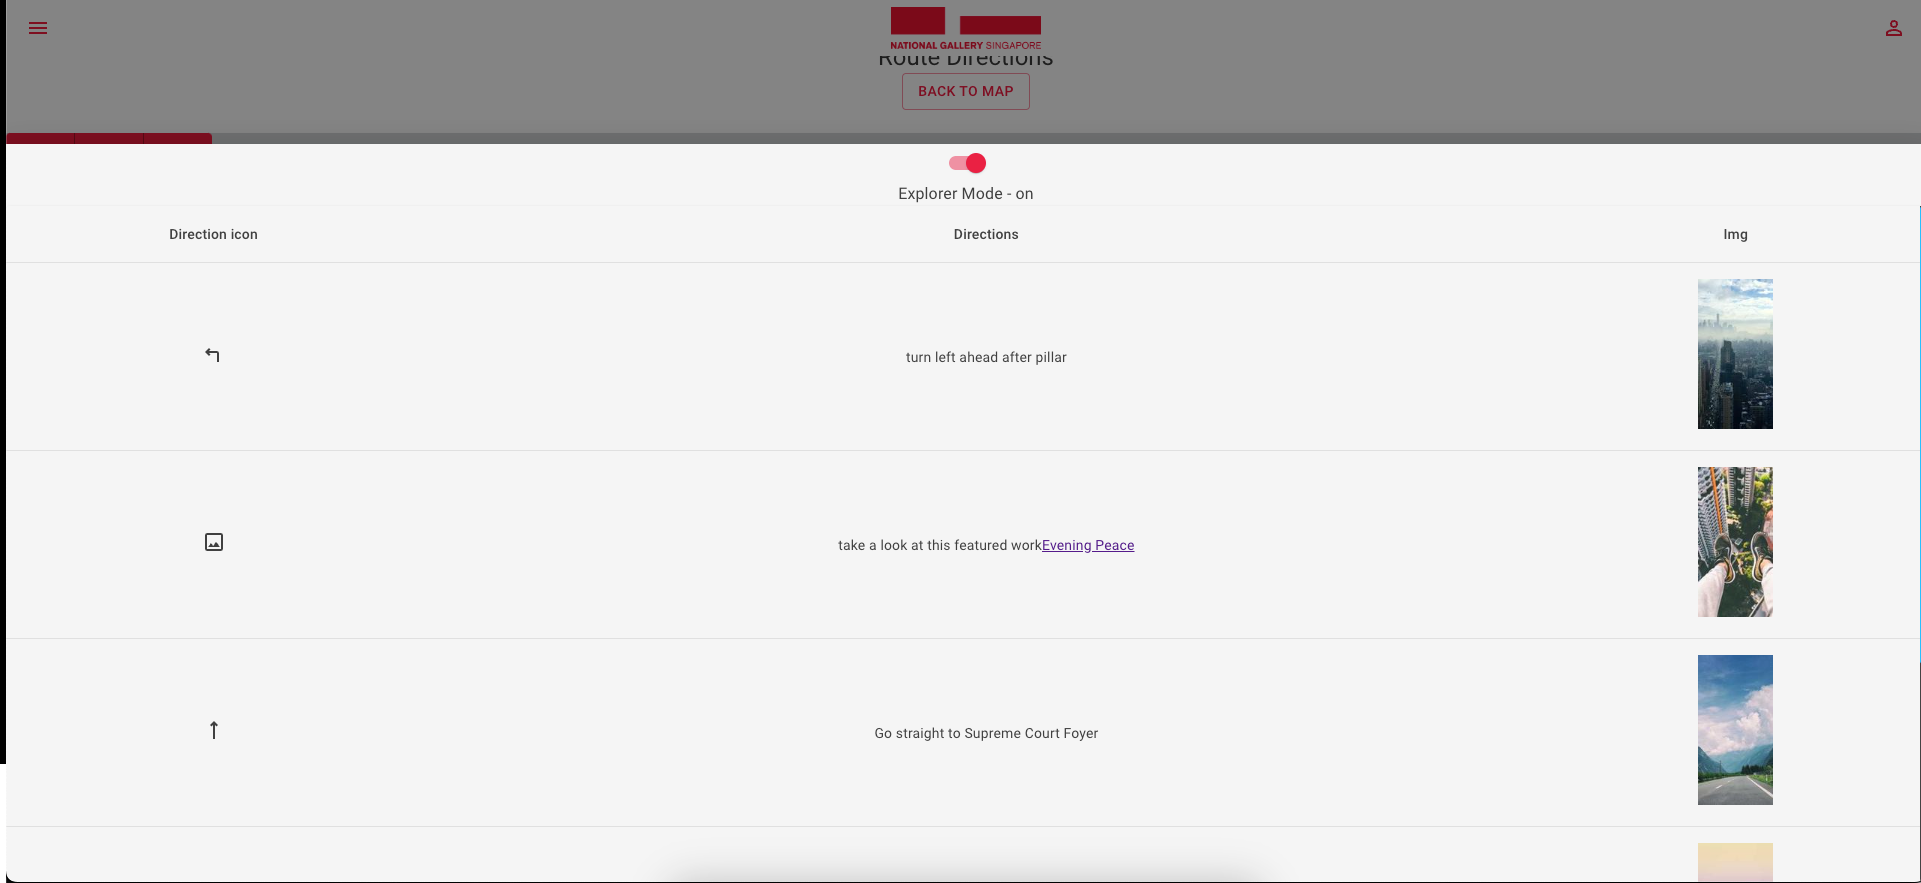 NATIONAL GALLERY SINGAPORE
Route Directions
BACK TO MAP
Explorer Mode - on
Direction icon Directions Img
turn left ahead after pillar
take a look at this featured workEvening Peace
Go straight to Supreme Court Foyer